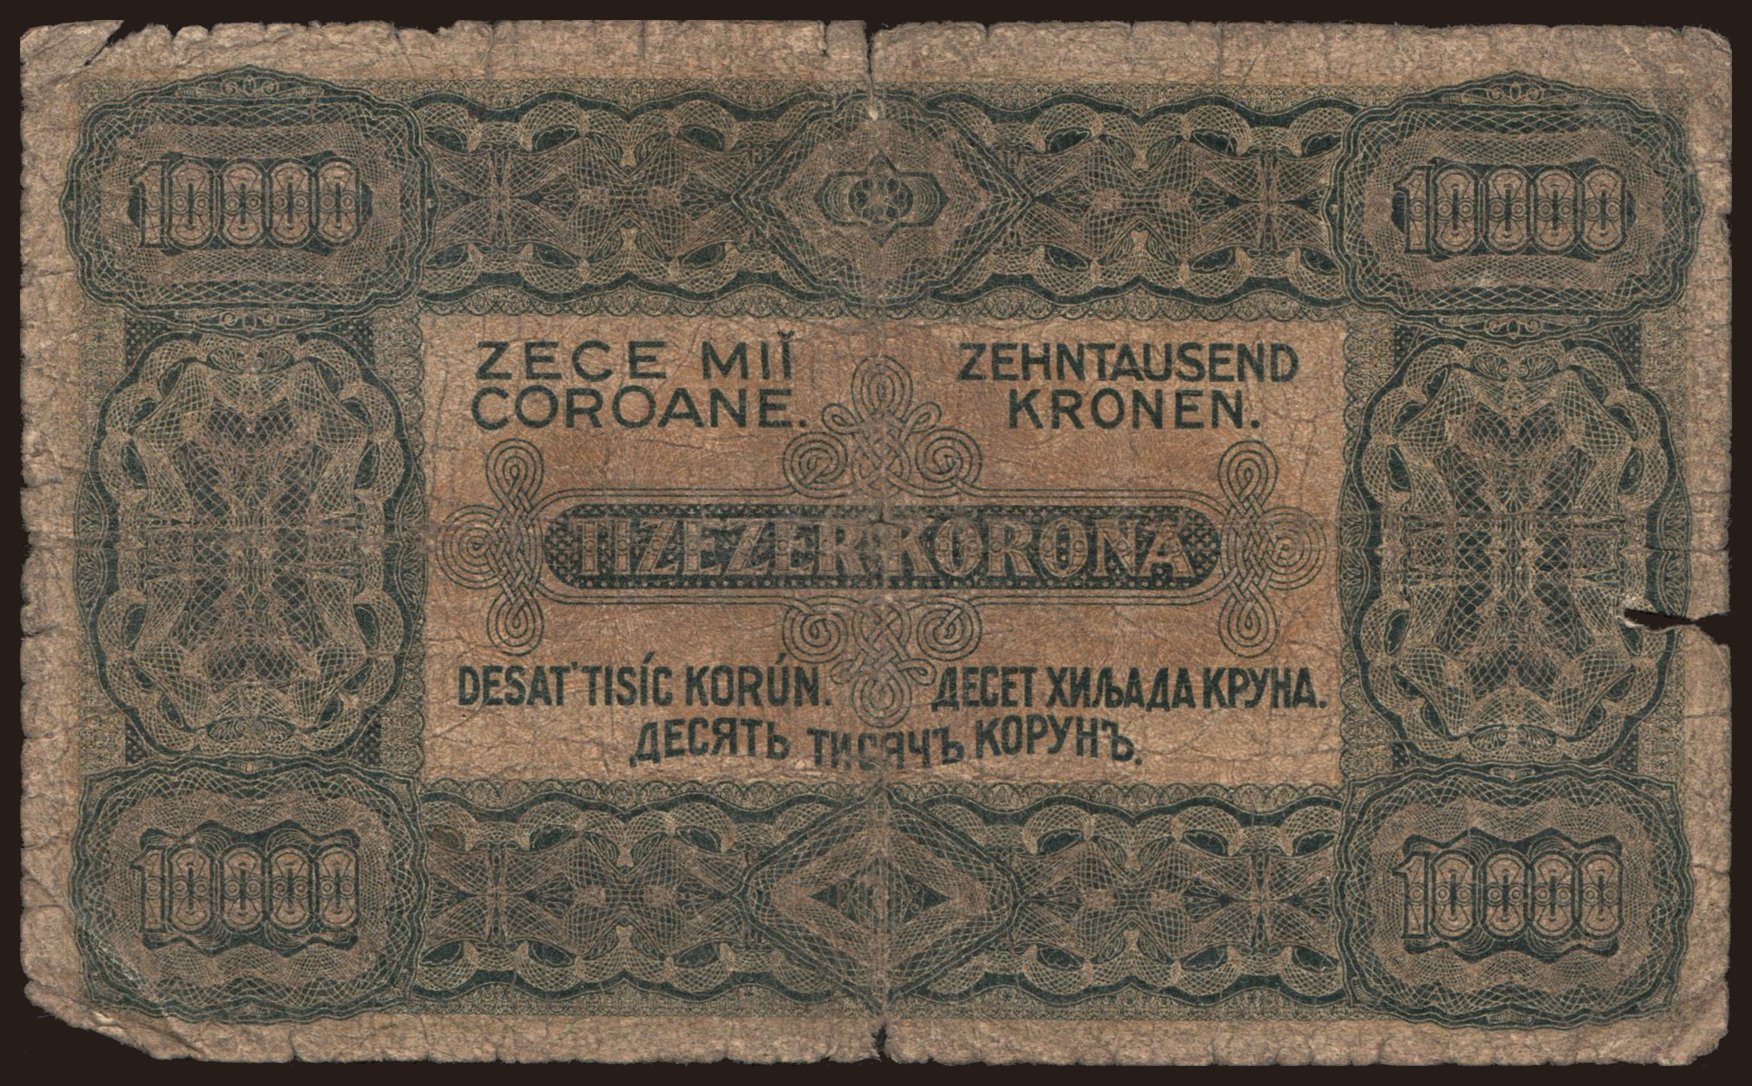 10000
10000
ZECE MIĬ
COROANE.
ZEHNTAUSEND
KRONEN.
TIZEZER KORONA
DESAŤ TISÍC KORÚN.
ДЕСЕТ ХИЉАДА КРУНА.
ДЕСЯТЬ ТИСЯЧЪ КОРУНЪ.
10000
10000